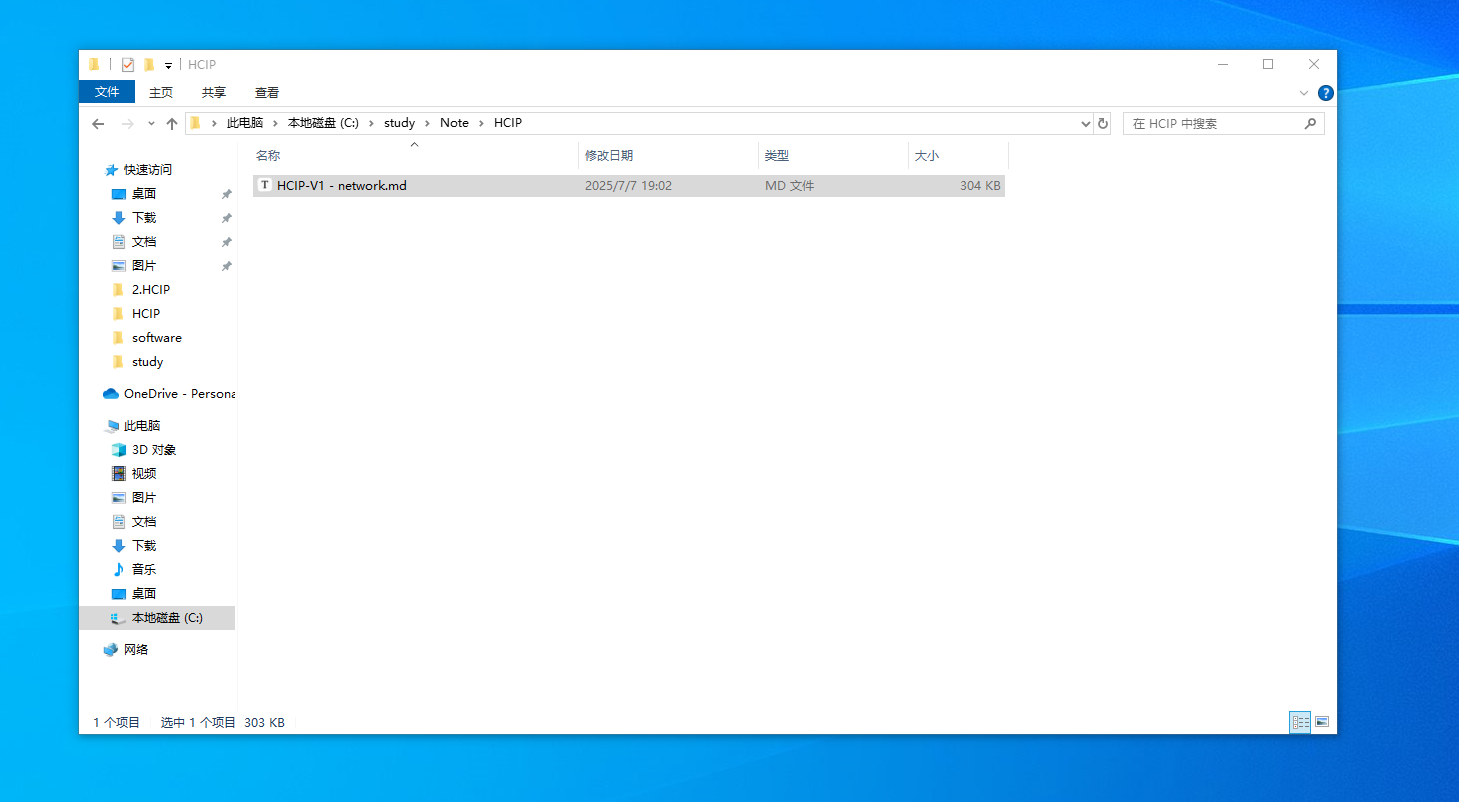 HCIP
文件 主页 共享 查看
此电脑 本地磁盘 (C:) study Note HCIP
在 HCIP 中搜索
名称 修改日期 类型 大小
HCIP-V1 - network.md 2025/7/7 19:02 MD 文件 304 KB
快速访问
桌面
下载
文档
图片
2.HCIP
HCIP
software
study
OneDrive - Persona
此电脑
3D 对象
视频
图片
文档
下载
音乐
桌面
本地磁盘 (C:)
网络
1 个项目 选中 1 个项目 303 KB